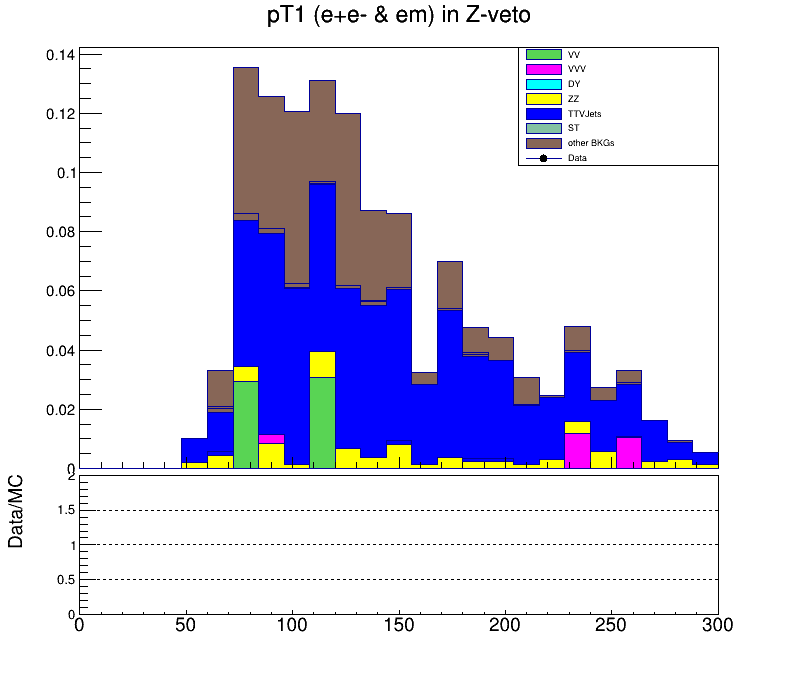 pT1 (e+e- & em) in Z-veto
0.14
0.12
0.1
0.08
0.06
0.04
0.02
0
VV
VVV
DY
ZZ
TTVJets
ST
other BKGs
Data
Data/MC
2
1.5
1
0.5
0
0 50 100 150 200 250 300